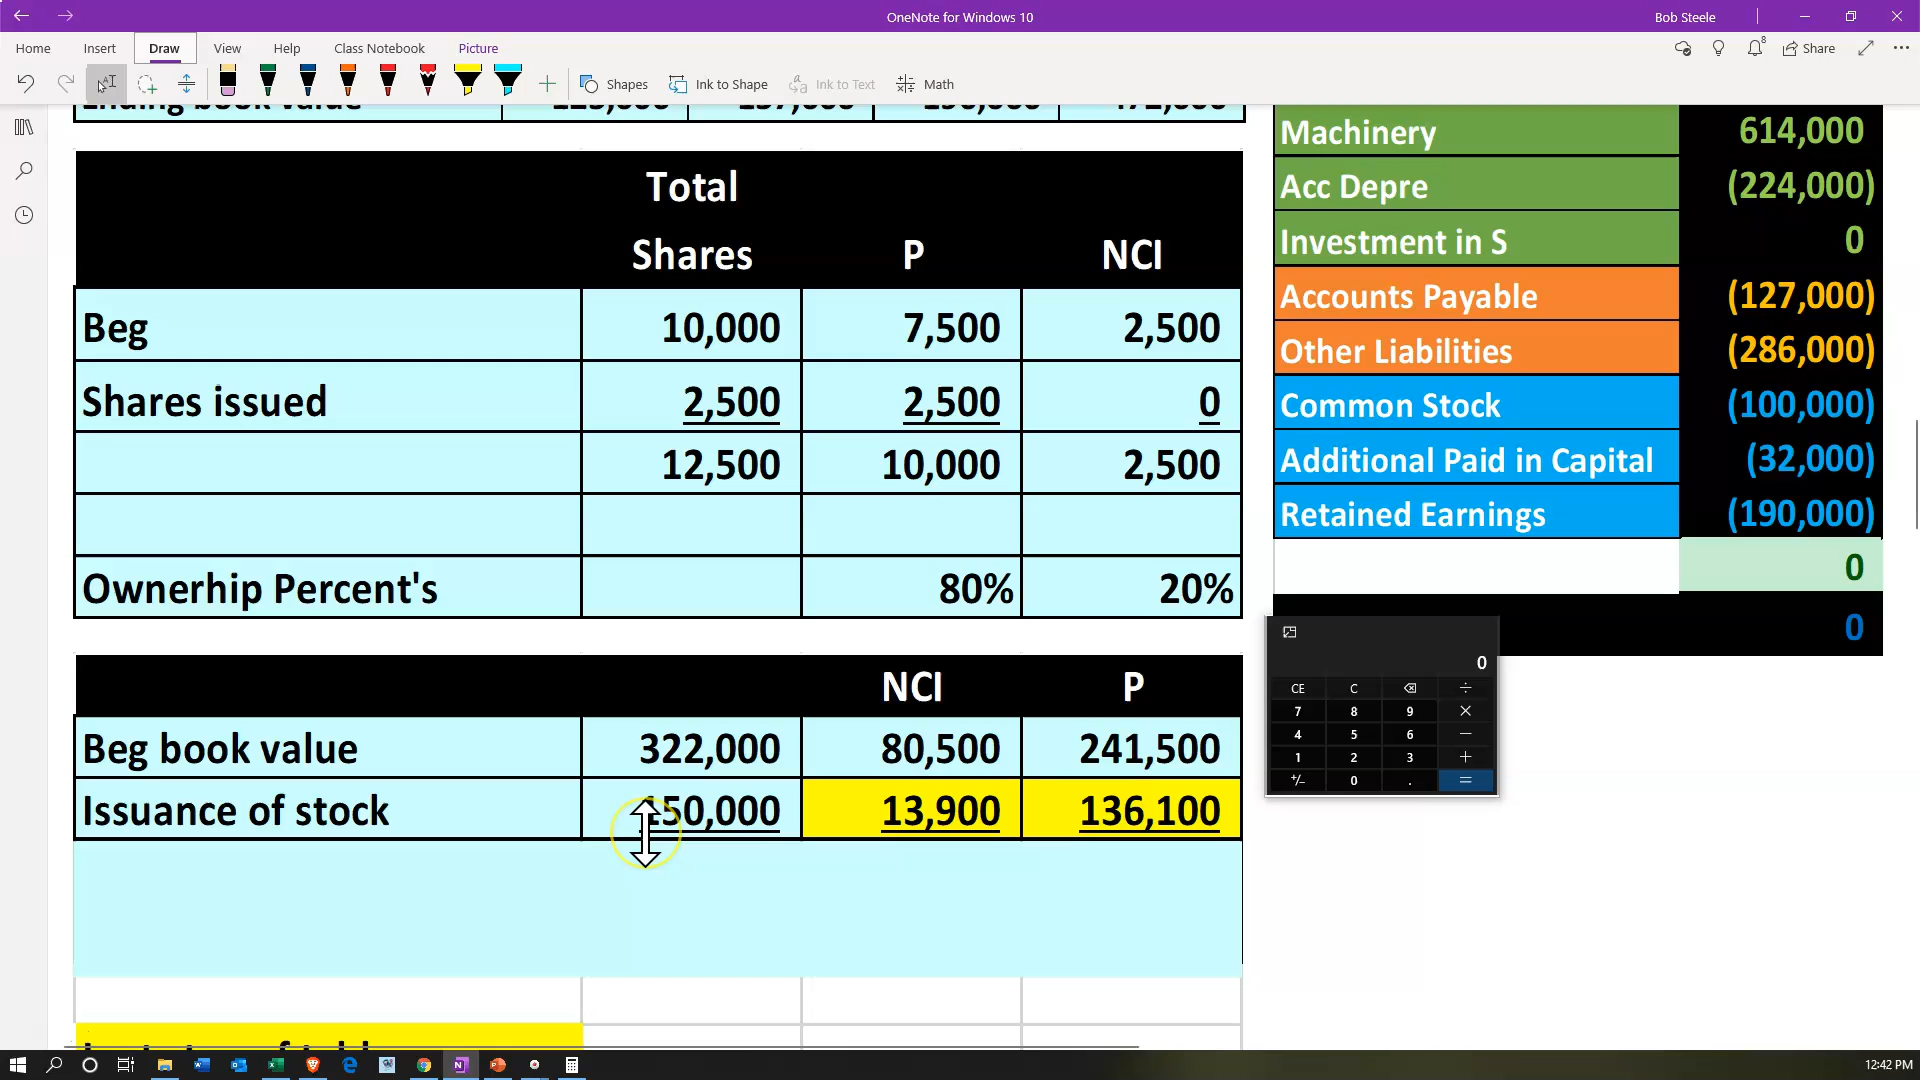 OneNote for Windows 10
Bob Steele
Home Insert Draw View Help Class Notebook Picture
8 Share
Shapes Ink to Shape Ink to Text Math
Ending book value
Total
Shares P NCI
Beg 10,000 7,500 2,500
Shares issued 2,500 2,500 0
12,500 10,000 2,500
Ownerhip Percent's 80% 20%
NCI P
Beg book value 322,000 80,500 241,500
Issuance of stock 150,000 13,900 136,100
Machinery 614,000
Acc Depre (224,000)
Investment in S 0
Accounts Payable (127,000)
Other Liabilities (286,000)
Common Stock (100,000)
Additional Paid in Capital (32,000)
Retained Earnings (190,000)
0
0
0
CE C ÷
7 8 9 ×
4 5 6 −
1 2 3 +
+/− 0 . =
12:42 PM